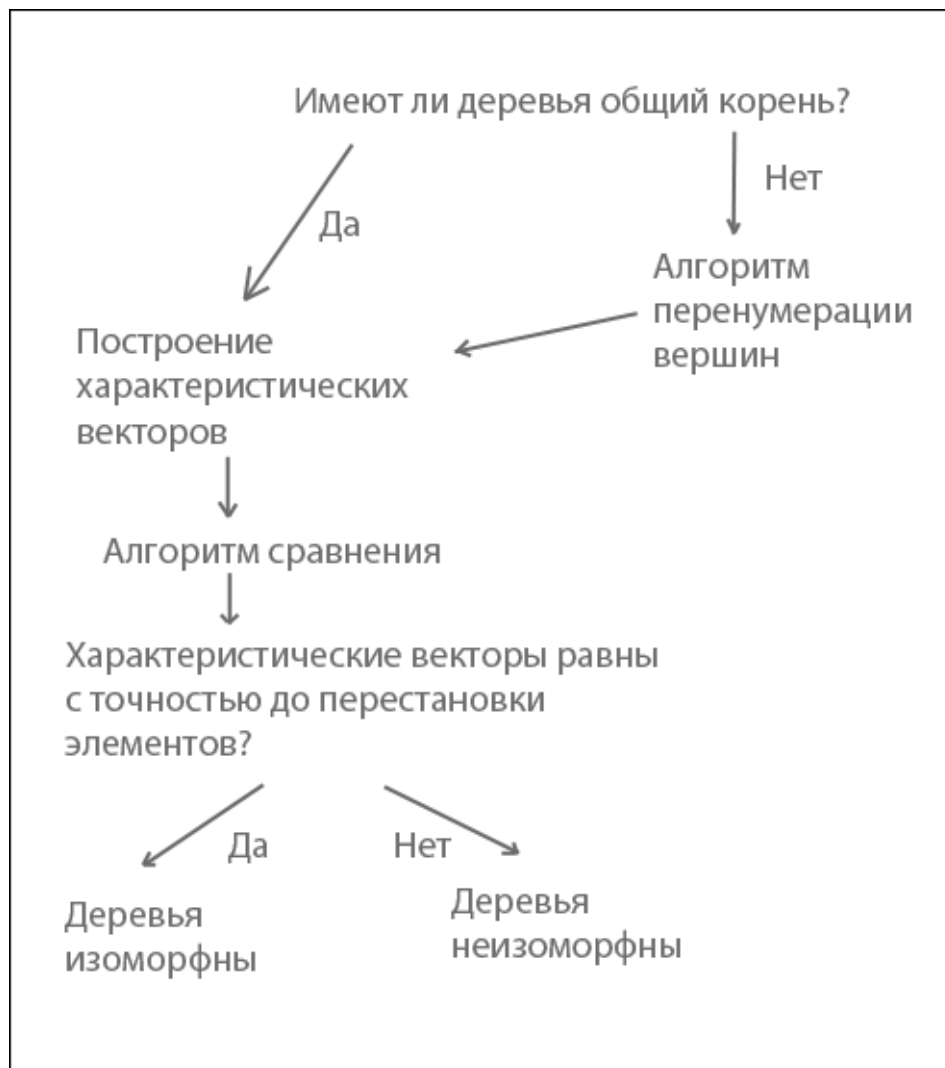 Имеют ли деревья общий корень?
Да
Нет
Алгоритм
перенумерации
вершин
Построение
характеристических
векторов
Алгоритм сравнения
Характеристические векторы равны
с точностью до перестановки
элементов?
Да
Нет
Деревья
изоморфны
Деревья
неизоморфны